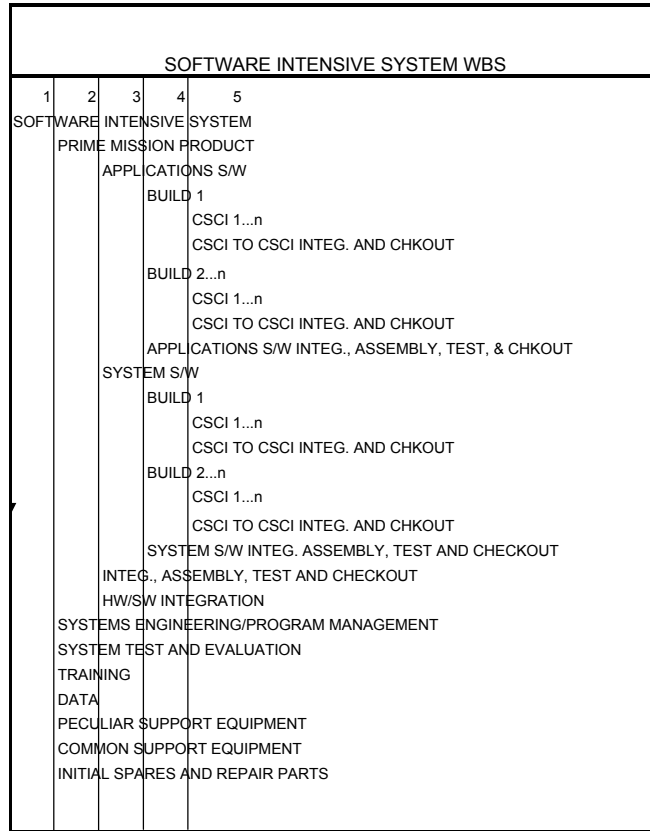 SOFTWARE INTENSIVE SYSTEM WBS
1 2 3 4 5
SOFTWARE INTENSIVE SYSTEM
PRIME MISSION PRODUCT
APPLICATIONS S/W
BUILD 1
CSCI 1...n
CSCI TO CSCI INTEG. AND CHKOUT
BUILD 2...n
CSCI 1...n
CSCI TO CSCI INTEG. AND CHKOUT
APPLICATIONS S/W INTEG., ASSEMBLY, TEST, & CHKOUT
SYSTEM S/W
BUILD 1
CSCI 1...n
CSCI TO CSCI INTEG. AND CHKOUT
BUILD 2...n
CSCI 1...n
CSCI TO CSCI INTEG. AND CHKOUT
SYSTEM S/W INTEG. ASSEMBLY, TEST AND CHECKOUT
INTEG., ASSEMBLY, TEST AND CHECKOUT
HW/SW INTEGRATION
SYSTEMS ENGINEERING/PROGRAM MANAGEMENT
SYSTEM TEST AND EVALUATION
TRAINING
DATA
PECULIAR SUPPORT EQUIPMENT
COMMON SUPPORT EQUIPMENT
INITIAL SPARES AND REPAIR PARTS